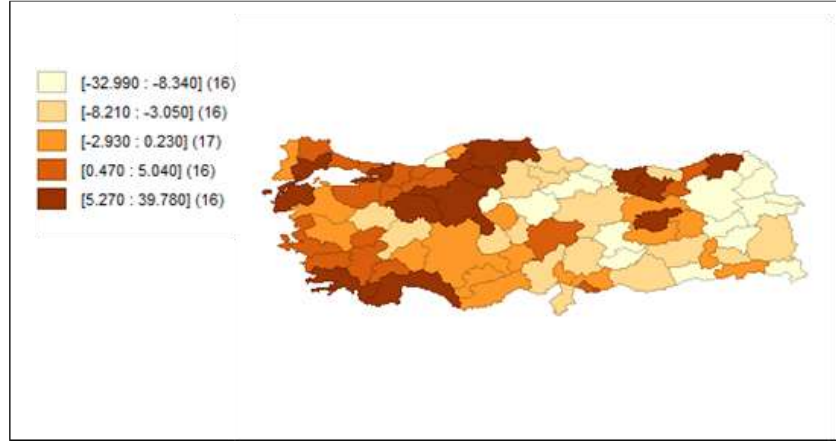 [-32.990 : -8.340] (16)
[-8.210 : -3.050] (16)
[-2.930 : 0.230] (17)
[0.470 : 5.040] (16)
[5.270 : 39.780] (16)